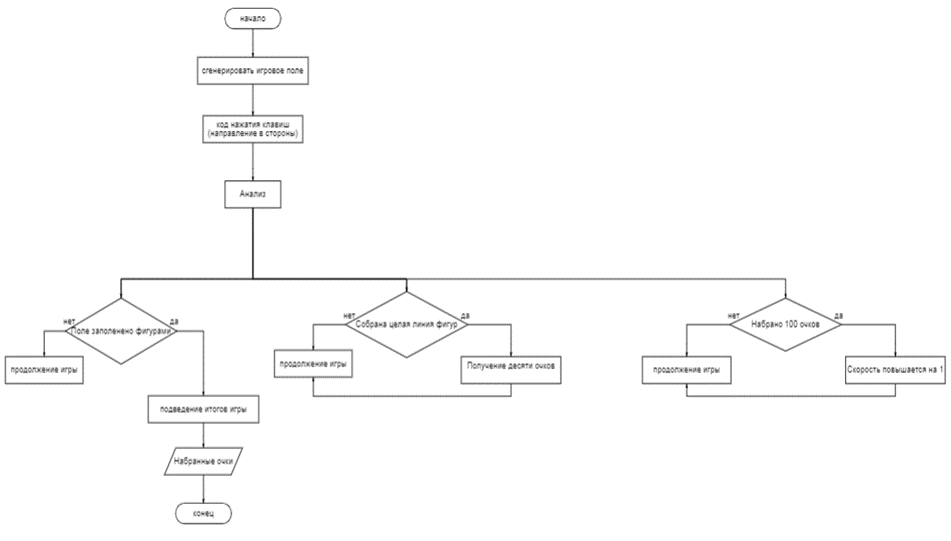 начало
сгенерировать игровое поле
код нажатия клавиш
(направление в стороны)
Анализ
нет
Поле заполенено фигурами
да
продолжение игры
подведение итогов игры
Набранные очки
конец
нет
Собрана целая линия фигур
да
продолжение игры
Получение десяти очков
нет
Набрано 100 очков
да
продолжение игры
Скорость повышается на 1